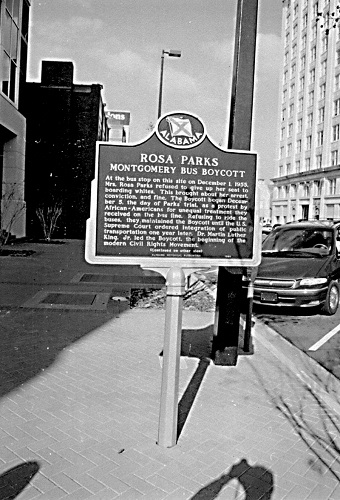 ons
ALABAMA
ROSA PARKS
MONTGOMERY BUS BOYCOTT
At the bus stop on this site on December 1, 1955,
Mrs. Rosa Parks refused to give up her seat to
boarding whites. This brought about her arrest,
conviction, and fine. The Boycott began Decem-
ber 5, the day of Parks' trial, as a protest by
African-Americans for unequal treatment they
received on the bus line. Refusing to ride the
buses, they maintained the Boycott until the U.S.
Supreme Court ordered integration of public
transportation one year later. Dr. Martin Luther
King, Jr. led the Boycott, the beginning of the
modern Civil Rights Movement.